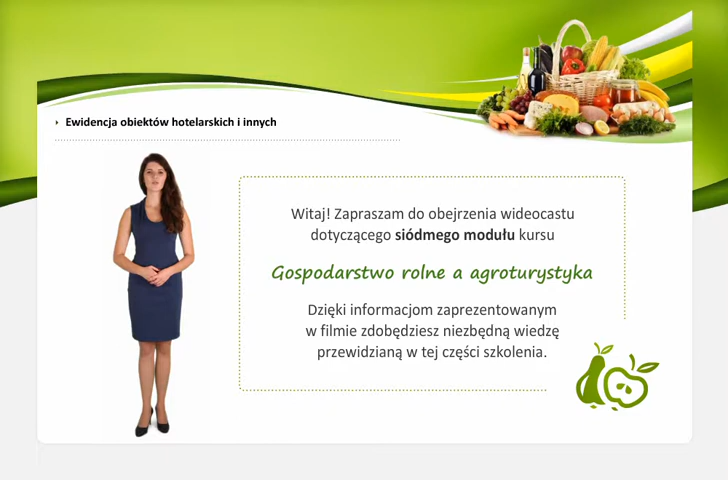 Ewidencja obiektów hotelarskich i innych
Witaj! Zapraszam do obejrzenia wideocastu
dotyczącego siódmego modułu kursu
Gospodarstwo rolne a agroturystyka
Dzięki informacjom zaprezentowanym
w filmie zdobędziesz niezbędną wiedzę
przewidzianą w tej części szkolenia.